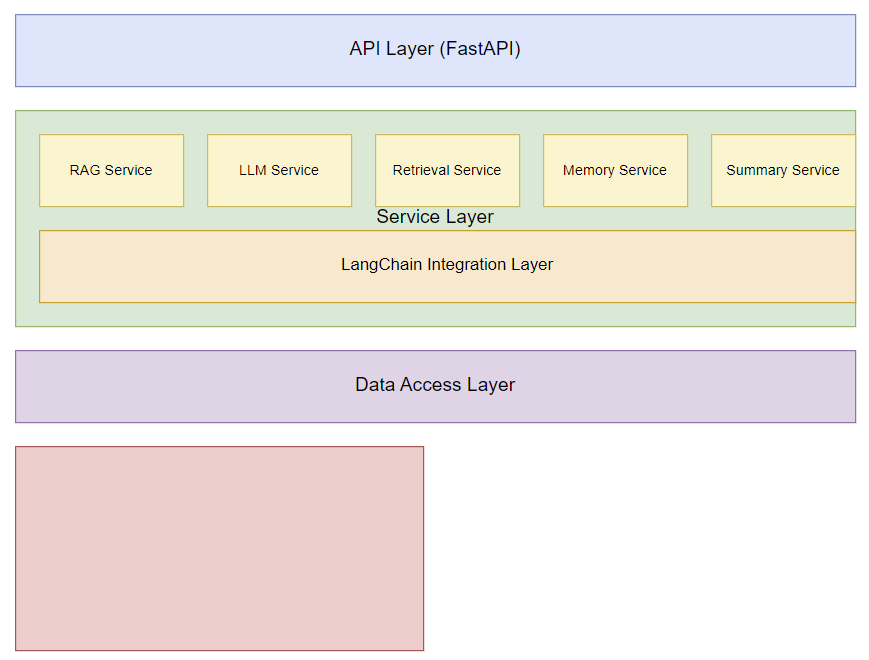 API Layer (FastAPI)
RAG Service
LLM Service
Retrieval Service
Memory Service
Summary Service
Service Layer
LangChain Integration Layer
Data Access Layer